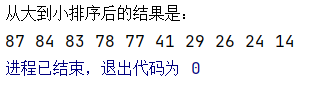 从大到小排序后的结果是：
87 84 83 78 77 41 29 26 24 14
进程已结束，退出代码为 0